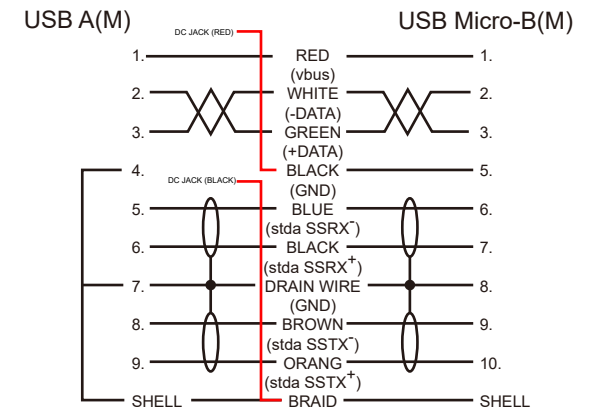 USB A(M) USB Micro-B(M)
DC JACK (RED)
1. RED 1.
(vbus)
2. WHITE 2.
(-DATA)
3. GREEN 3.
(+DATA)
4. BLACK 5.
DC JACK (BLACK)
(GND)
5. BLUE 6.
(stda SSRX-)
6. BLACK 7.
(stda SSRX+)
7. DRAIN WIRE 8.
(GND)
8. BROWN 9.
(stda SSTX-)
9. ORANG 10.
(stda SSTX+)
SHELL BRAID SHELL